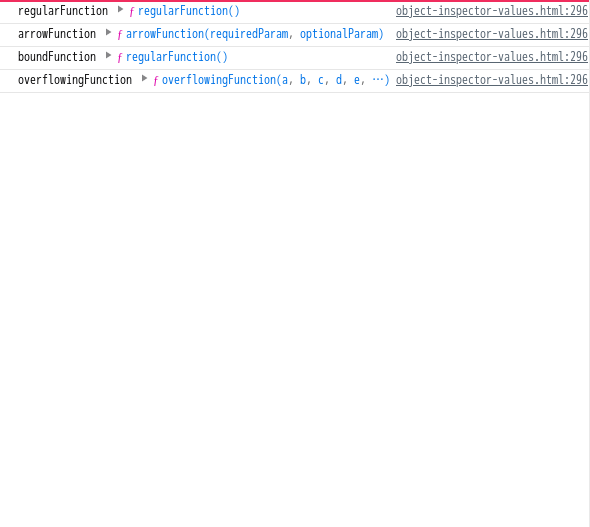 regularFunction ▶ ƒ regularFunction() object-inspector-values.html:296
arrowFunction ▶ ƒ arrowFunction(requiredParam, optionalParam) object-inspector-values.html:296
boundFunction ▶ ƒ regularFunction() object-inspector-values.html:296
overflowingFunction ▶ ƒ overflowingFunction(a, b, c, d, e, …) object-inspector-values.html:296